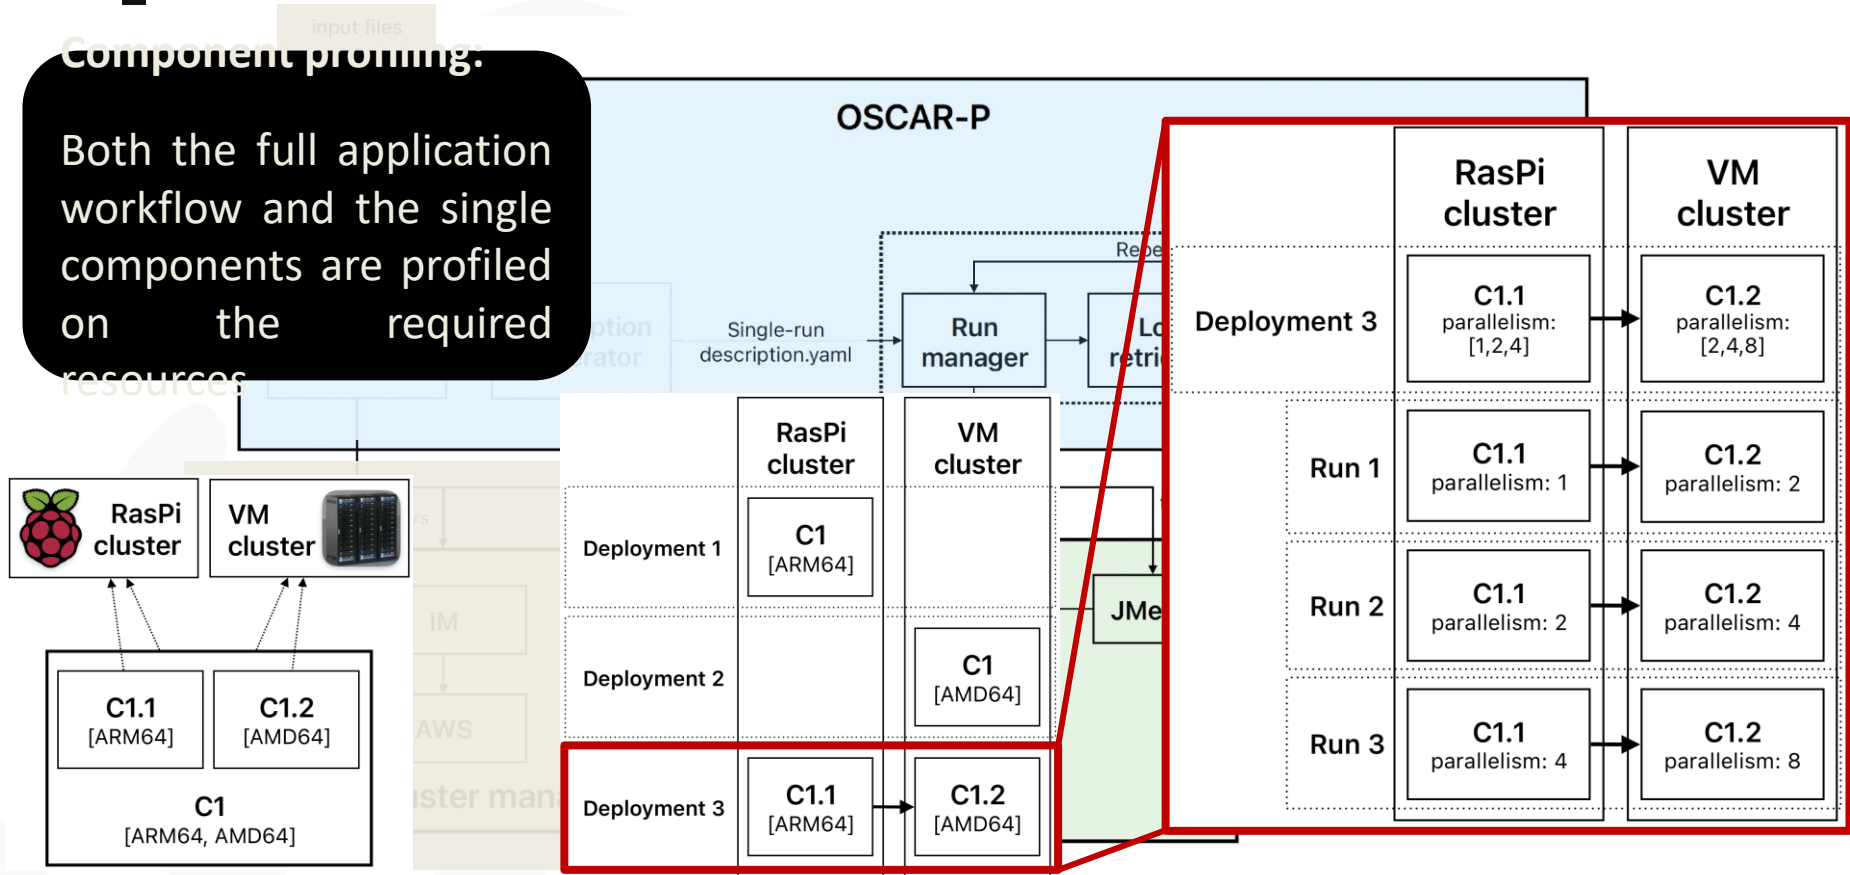 input files
Component profiling:
Both the full application
workflow and the single
components are profiled
on the required
resources
OSCAR-P
Single-run
description.yaml
Run
manager
RasPi
cluster
VM
cluster
C1.1
[ARM64]
C1.2
[AMD64]
C1
[ARM64, AMD64]
IM
AWS
RasPi
cluster
VM
cluster
Deployment 1
C1
[ARM64]
Deployment 2
C1
[AMD64]
Deployment 3
C1.1
[ARM64]
C1.2
[AMD64]
JMe
RasPi
cluster
VM
cluster
Deployment 3
C1.1
parallelism:
[1,2,4]
C1.2
parallelism:
[2,4,8]
Run 1
C1.1
parallelism: 1
C1.2
parallelism: 2
Run 2
C1.1
parallelism: 2
C1.2
parallelism: 4
Run 3
C1.1
parallelism: 4
C1.2
parallelism: 8